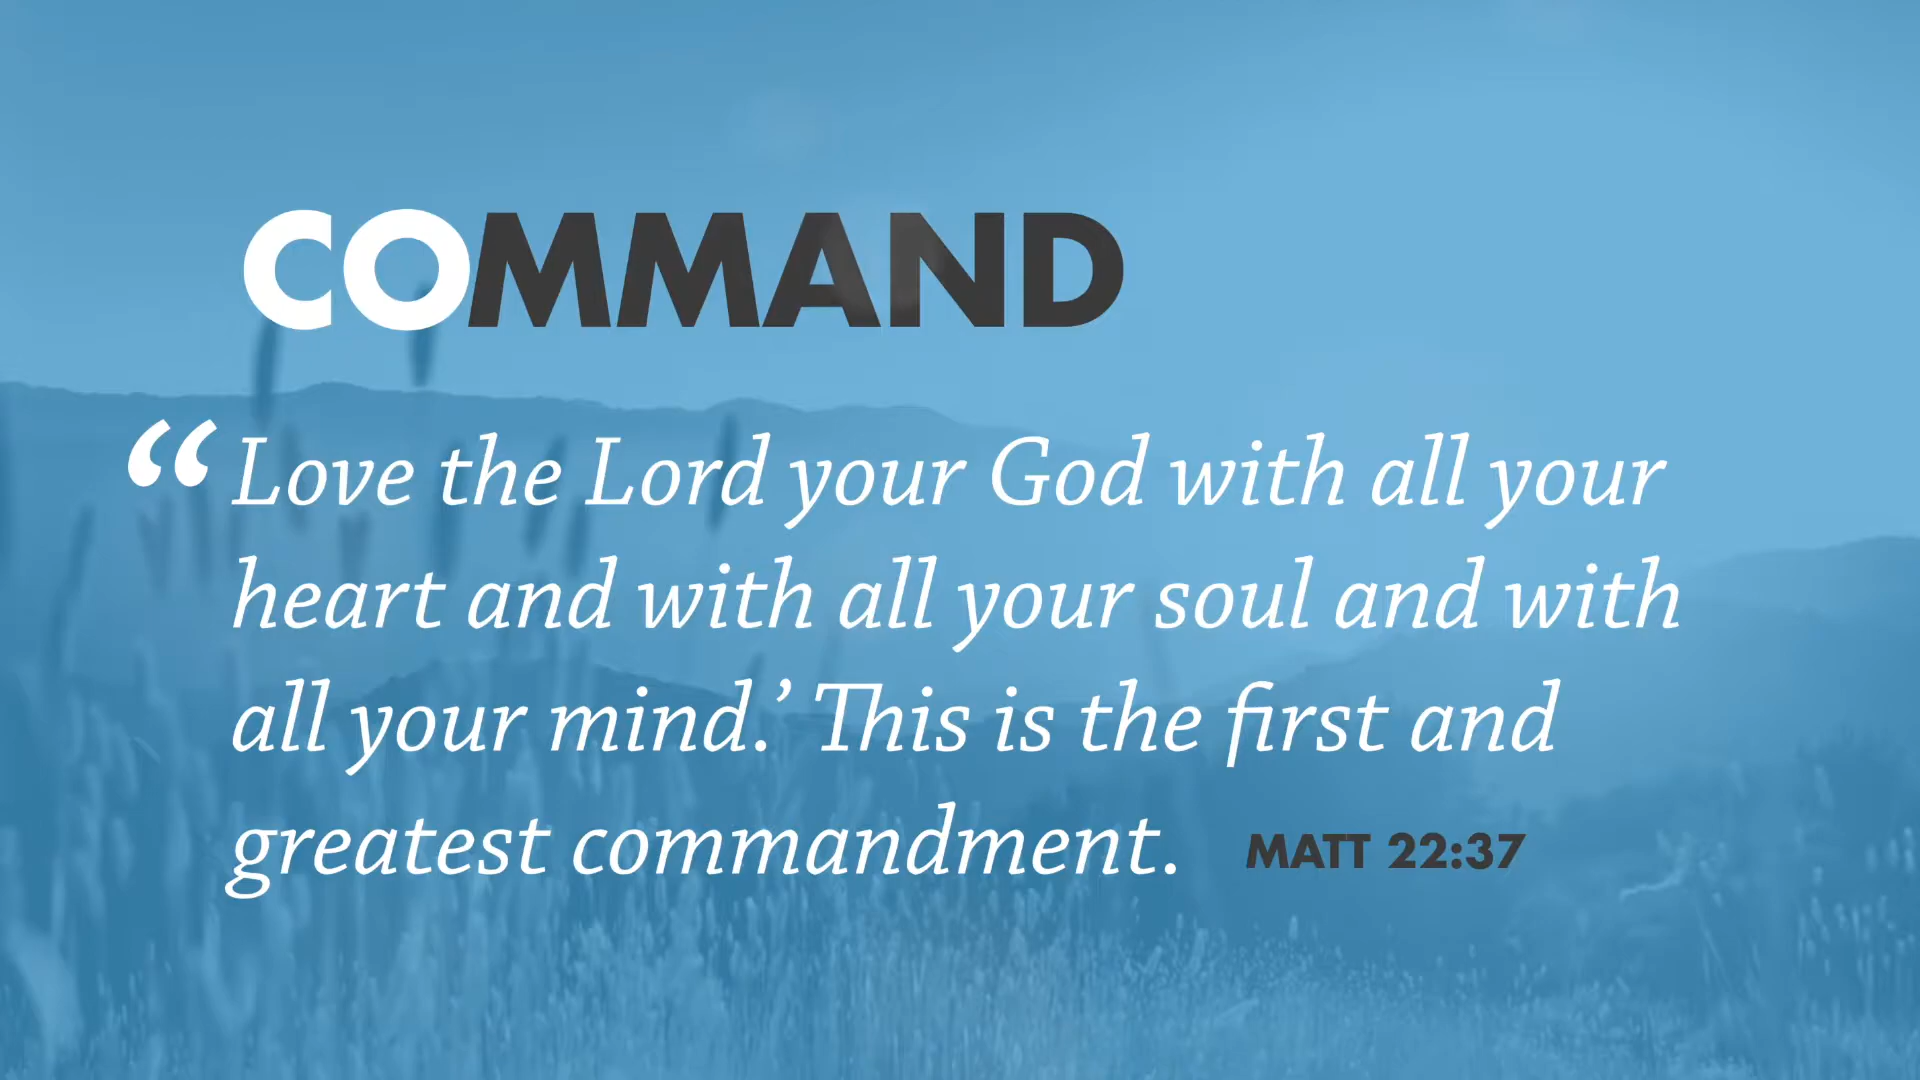 COMMAND
“Love the Lord your God with all your
heart and with all your soul and with
all your mind.’ This is the first and
greatest commandment. MATT 22:37